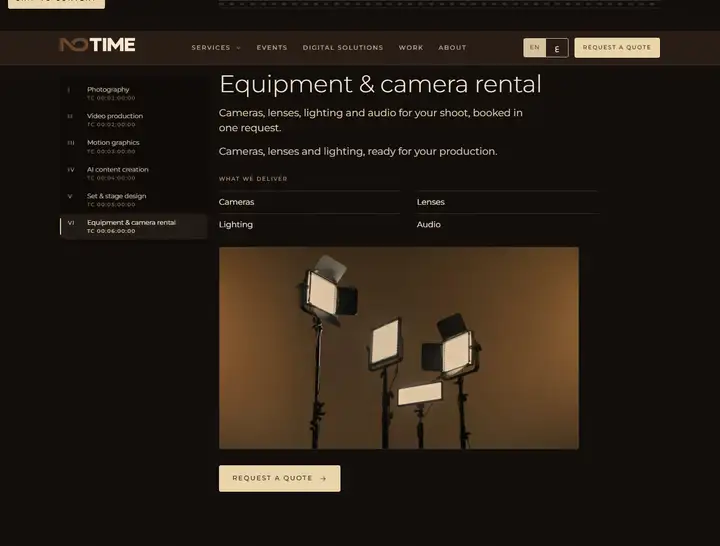 NOTIME
SERVICES
EVENTS
DIGITAL SOLUTIONS
WORK
ABOUT
EN
ع
REQUEST A QUOTE
I Photography
TC 00:01:00:00
II Video production
TC 00:02:00:00
III Motion graphics
TC 00:03:00:00
IV AI content creation
TC 00:04:00:00
V Set & stage design
TC 00:05:00:00
VI Equipment & camera rental
TC 00:06:00:00
Equipment & camera rental
Cameras, lenses, lighting and audio for your shoot, booked in
one request.
Cameras, lenses and lighting, ready for your production.
WHAT WE DELIVER
Cameras
Lenses
Lighting
Audio
REQUEST A QUOTE →